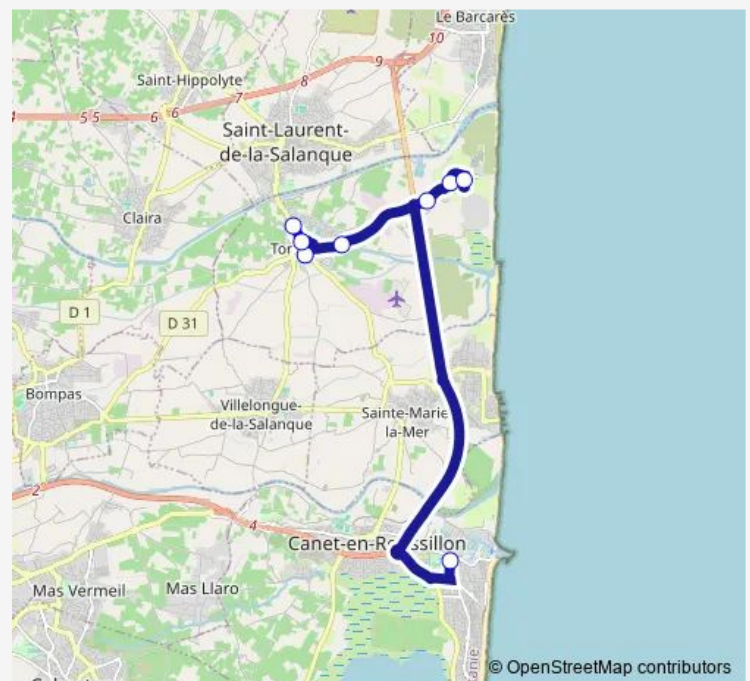 Le Barcarès
10
9
Saint-Hippolyte
8
7
5 5
6
6
Saint-Laurent-
de-la-Salanque
Claira
Tor
D 1
D 31
Bompas
Villelongue-
de-la-Salanque
Sainte-Marie
la-Mer
2
4
Canet-en-Roussillon
Mas Vermeil
Mas Llaro
© OpenStreetMap contributors